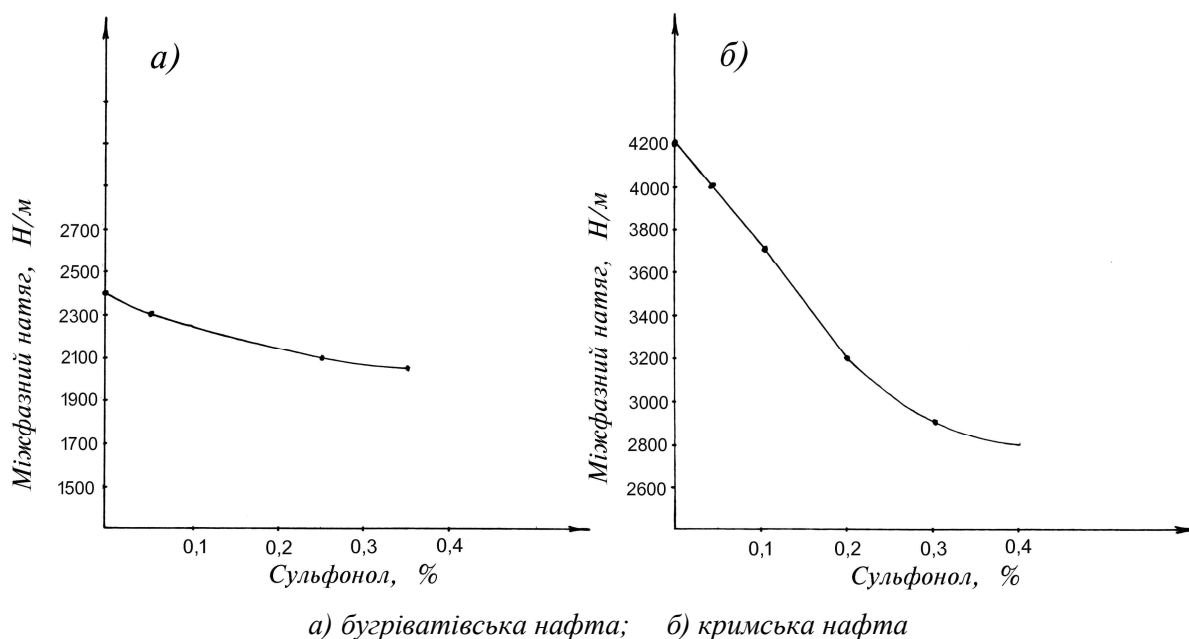 а)
Міжфазний натяг, Н/м
2700
2500
2300
2100
1900
1700
1500
0,1 0,2 0,3 0,4
Сульфонол, %
б)
Міжфазний натяг, Н/м
4200
4000
3800
3600
3400
3200
3000
2800
2600
0,1 0,2 0,3 0,4
Сульфонол, %
а) бугріватівська нафта; б) кримська нафта